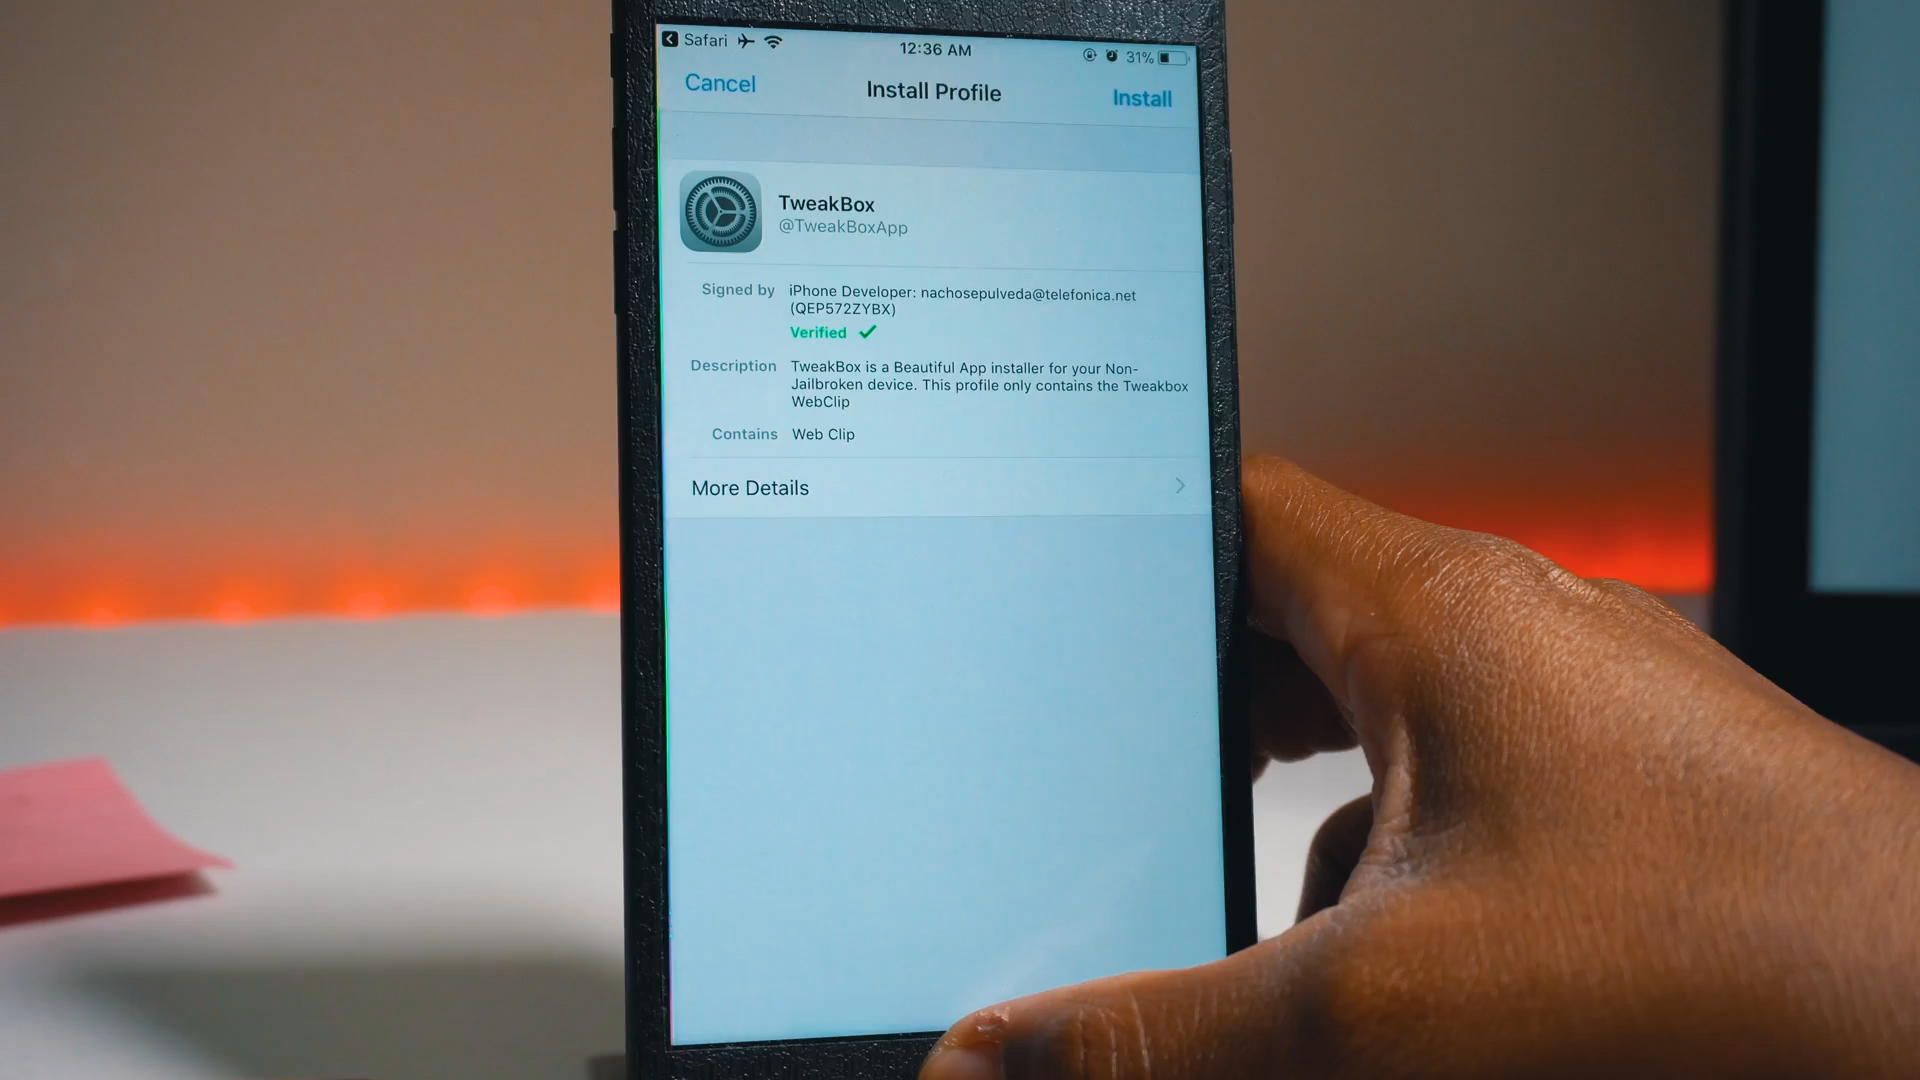 Safari
12:36 AM
31%
Cancel
Install Profile
Install
TweakBox
@TweakBoxApp
Signed by
iPhone Developer: nachosepulveda@telefonica.net
(QEP572ZYBX)
Verified
Description
TweakBox is a Beautiful App installer for your Non-
Jailbroken device. This profile only contains the Tweakbox
WebClip
Contains
Web Clip
More Details